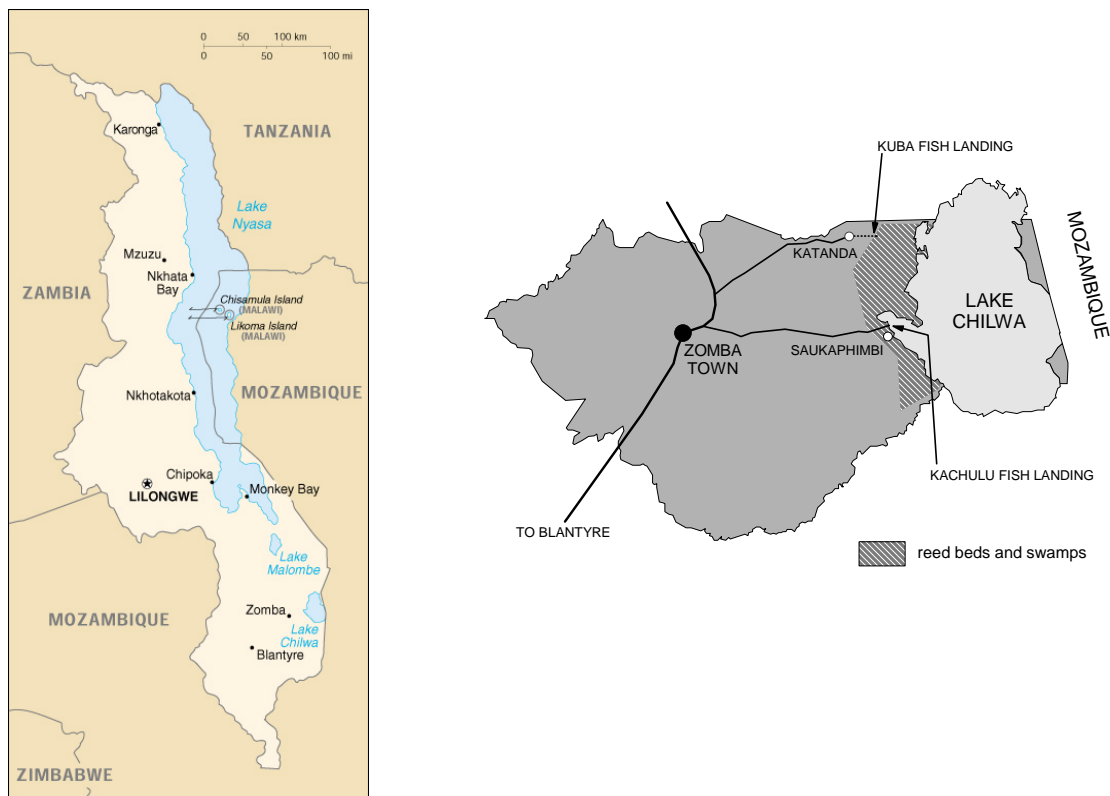 0 50 100 km
0 50 100 mi
Karonga
TANZANIA
Lake
Nyasa
Mzuzu
Nkhata
Bay
ZAMBIA
Chisamula Island
(MALAWI)
Likoma Island
(MALAWI)
MOZAMBIQUE
Nkhotakota
Chipoka
LILONGWE
Monkey Bay
Lake
Malombe
MOZAMBIQUE
Zomba
Lake
Chilwa
Blantyre
ZIMBABWE
KUBA FISH LANDING
MOZAMBIQUE
KATANDA
LAKE
CHILWA
ZOMBA
TOWN
SAUKAPHIMBI
KACHULU FISH LANDING
TO BLANTYRE
reed beds and swamps